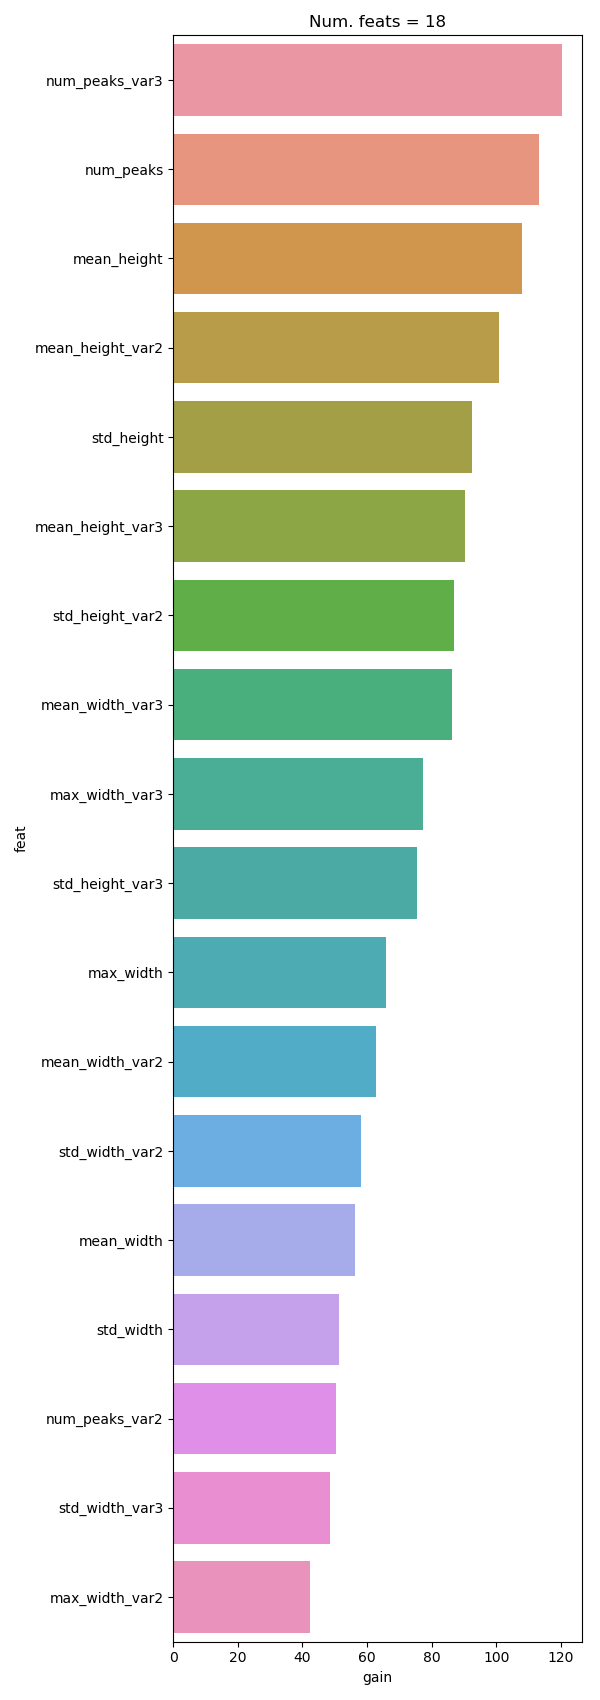 Num. feats = 18
num_peaks_var3
num_peaks
mean_height
mean_height_var2
std_height
mean_height_var3
std_height_var2
mean_width_var3
max_width_var3
feat
std_height_var3
max_width
mean_width_var2
std_width_var2
mean_width
std_width
num_peaks_var2
std_width_var3
max_width_var2
0 20 40 60 80 100 120
gain